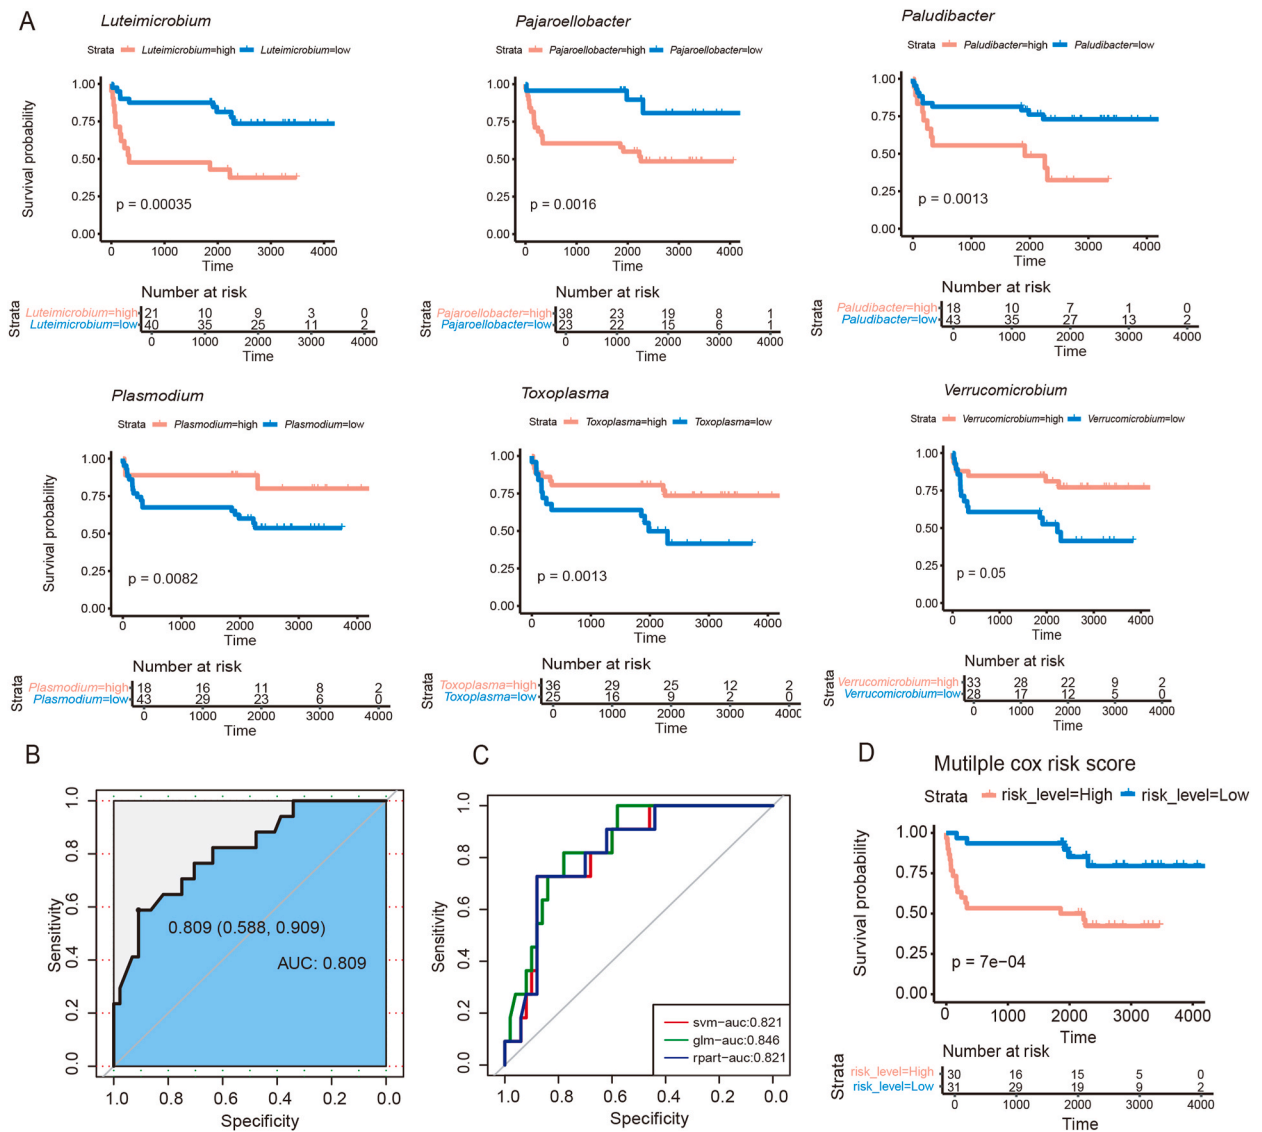 A
Luteimicrobium
Strata Luteimicrobium=high Luteimicrobium=low
Survival probability
1.00
0.75
0.50
0.25
0.00
p = 0.00035
0 1000 2000 3000 4000
Time
Number at risk
Strata
Luteimicrobium=high 21 10 9 3 0
Luteimicrobium=low 40 35 25 11 2
0 1000 2000 3000 4000
Time
Pajaroellobacter
Strata Pajaroellobacter=high Pajaroellobacter=low
1.00
0.75
0.50
0.25
0.00
p = 0.0016
0 1000 2000 3000 4000
Time
Number at risk
Strata
Pajaroellobacter=high 38 23 19 8 1
Pajaroellobacter=low 23 22 15 6 1
0 1000 2000 3000 4000
Time
Paludibacter
Strata Paludibacter=high Paludibacter=low
1.00
0.75
0.50
0.25
0.00
p = 0.0013
0 1000 2000 3000 4000
Time
Number at risk
Strata
Paludibacter=high 18 10 7 1 0
Paludibacter=low 43 35 27 13 2
0 1000 2000 3000 4000
Time
Plasmodium
Strata Plasmodium=high Plasmodium=low
Survival probability
1.00
0.75
0.50
0.25
0.00
p = 0.0082
0 1000 2000 3000 4000
Time
Number at risk
Strata
Plasmodium=high 18 16 11 8 2
Plasmodium=low 43 29 23 6 0
0 1000 2000 3000 4000
Time
Toxoplasma
Strata Toxoplasma=high Toxoplasma=low
1.00
0.75
0.50
0.25
0.00
p = 0.0013
0 1000 2000 3000 4000
Time
Number at risk
Strata
Toxoplasma=high 36 29 25 12 2
Toxoplasma=low 25 16 9 2 0
0 1000 2000 3000 4000
Time
Verrucomicrobium
Strata Verrucomicrobium=high Verrucomicrobium=low
1.00
0.75
0.50
0.25
0.00
p = 0.05
0 1000 2000 3000 4000
Time
Number at risk
Strata
Verrucomicrobium=high 33 28 22 9 2
Verrucomicrobium=low 28 17 12 5 0
0 1000 2000 3000 4000
Time
B
Sensitivity
1.0
0.8
0.6
0.4
0.2
0.0
0.809 (0.588, 0.909)
AUC: 0.809
1.0 0.8 0.6 0.4 0.2 0.0
Specificity
C
Sensitivity
1.0
0.8
0.6
0.4
0.2
0.0
svm-auc:0.821
glm-auc:0.846
rpart-auc:0.821
1.0 0.8 0.6 0.4 0.2 0.0
Specificity
D
Mutilple cox risk score
Strata risk_level=High risk_level=Low
Survival probability
1.00
0.75
0.50
0.25
0.00
p = 7e−04
0 1000 2000 3000 4000
Time
Number at risk
Strata
risk_level=High 30 16 15 5 0
risk_level=Low 31 29 19 9 2
0 1000 2000 3000 4000
Time